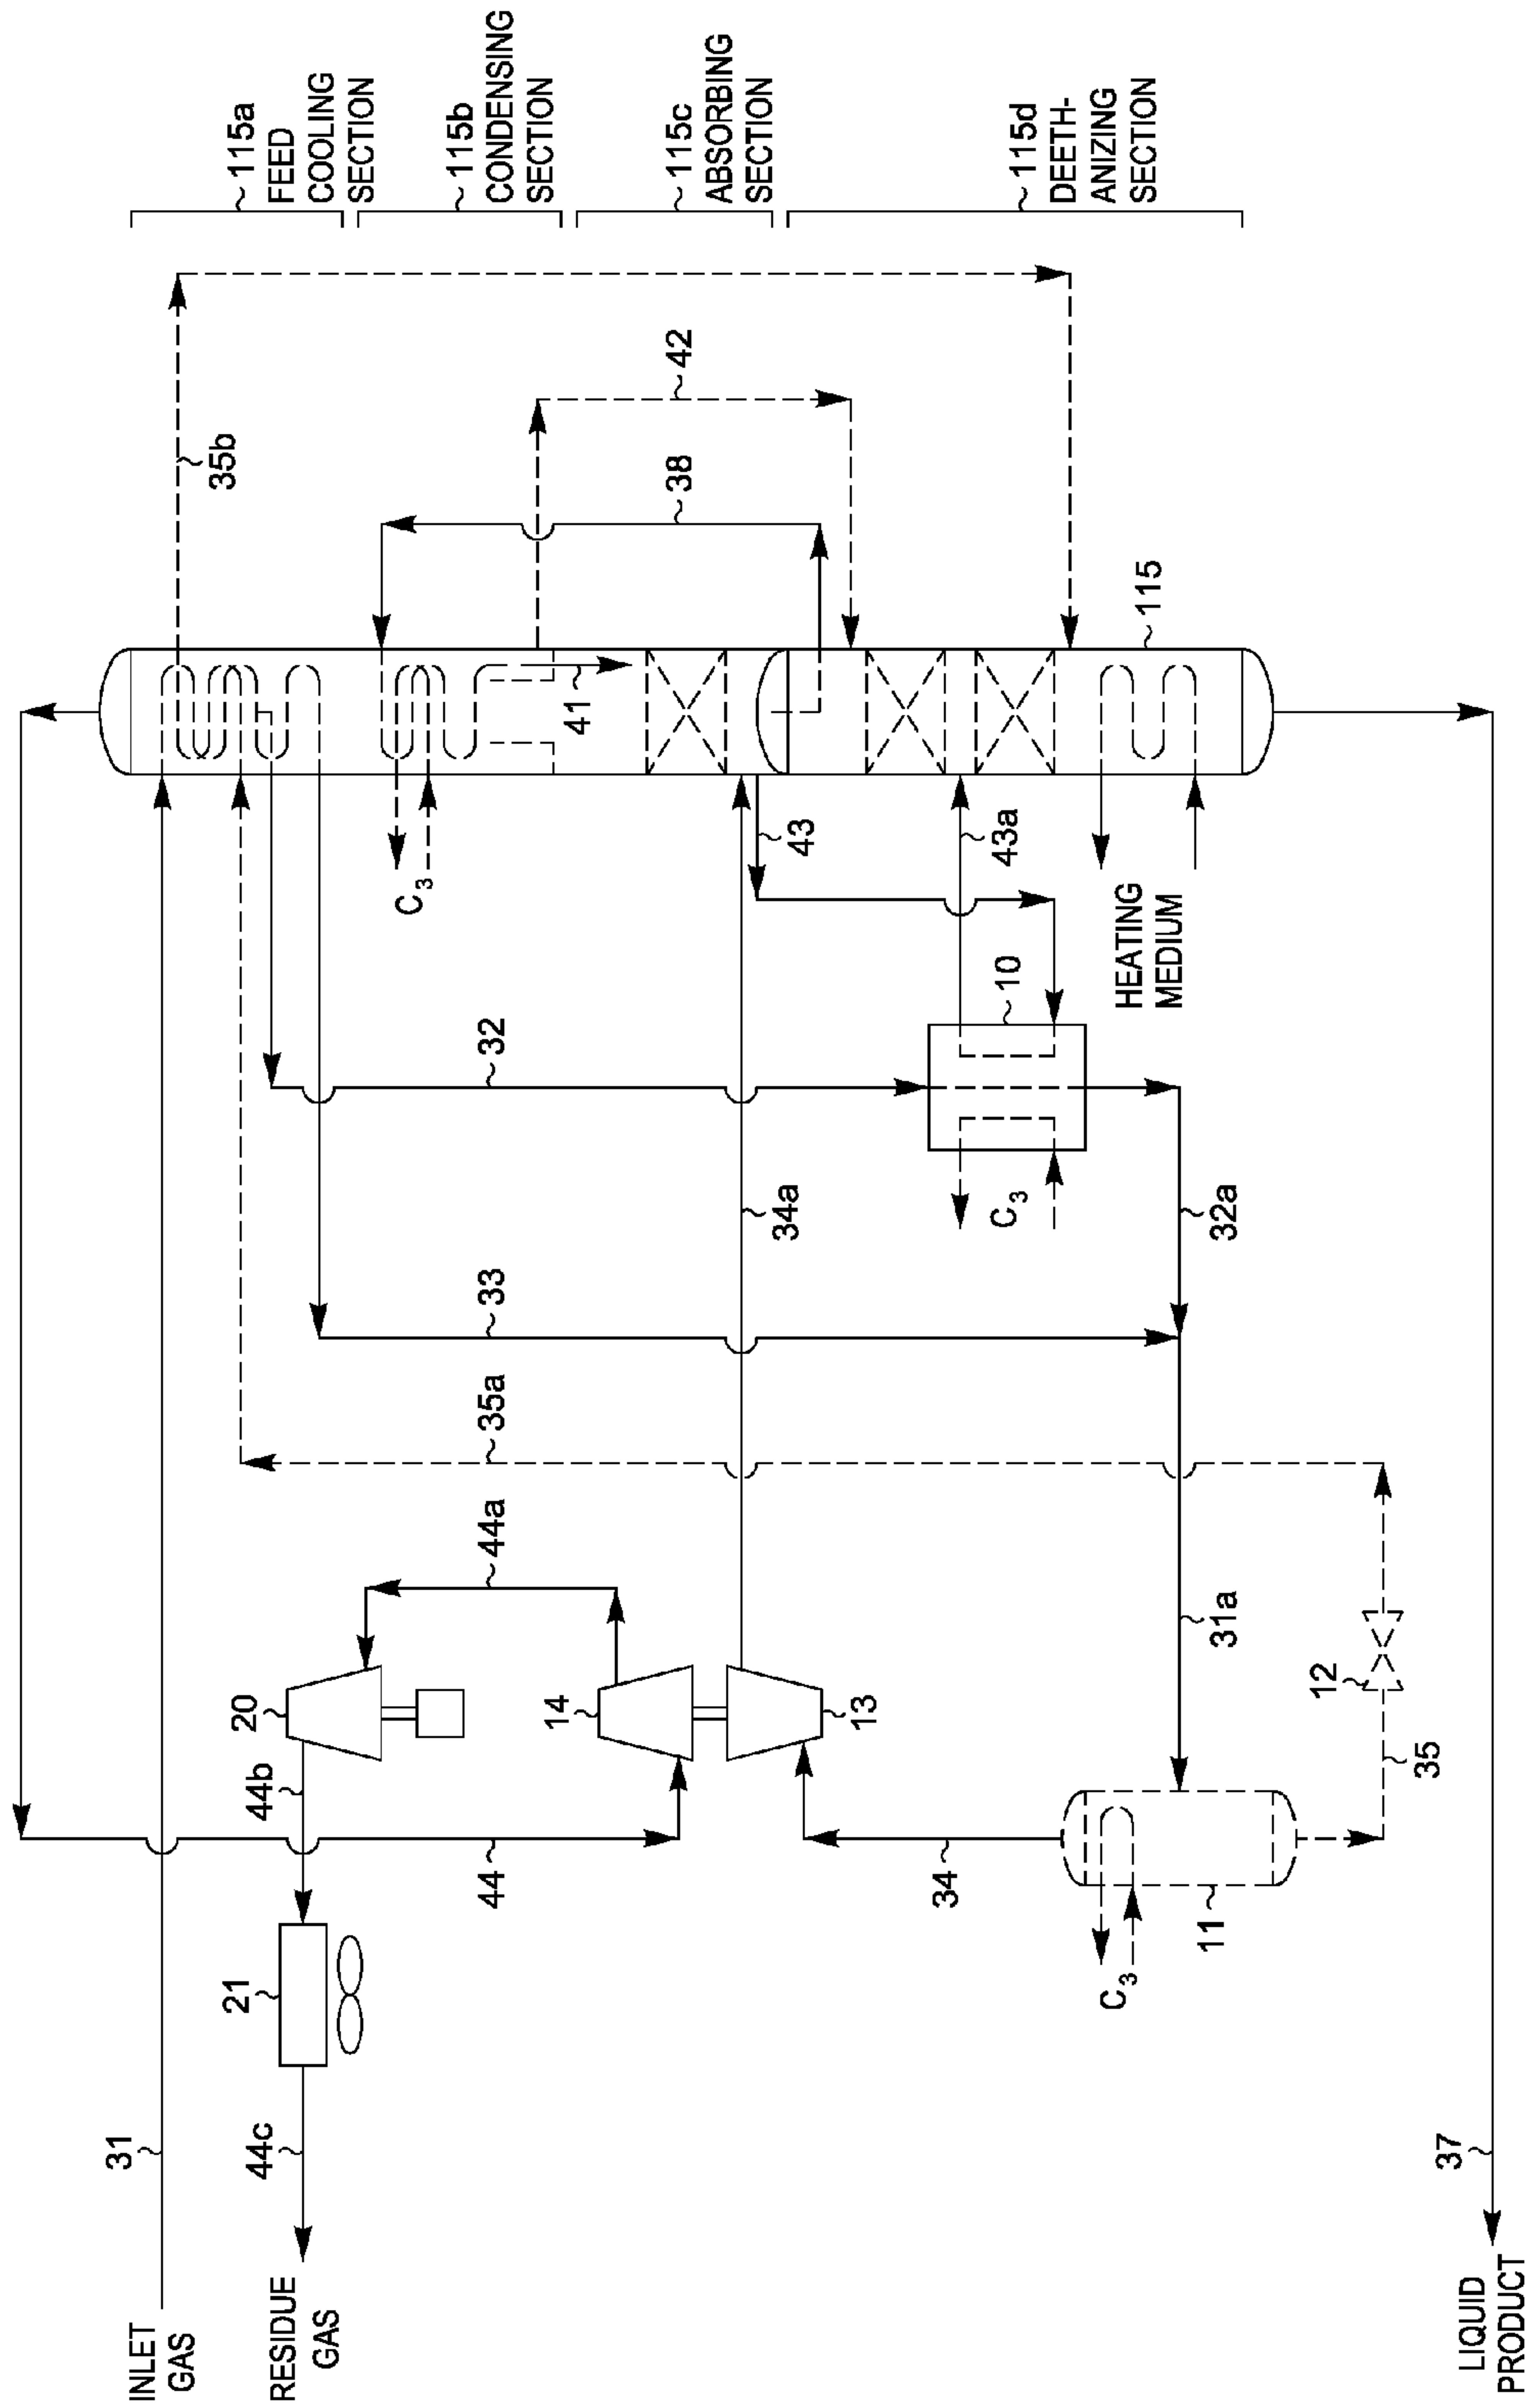 INLET
GAS
RESIDUE
GAS
LIQUID
PRODUCT
31
44c
37
21
44
44b
34
11
C3
20
14
13
12
35
44a
35a
33
31a
34a
32a
32
10
C3
C3
43
43a
HEATING
MEDIUM
41
115
35b
38
42
115a
FEED
COOLING
SECTION
115b
CONDENSING
SECTION
115c
ABSORBING
SECTION
115d
DEETH-
ANIZING
SECTION